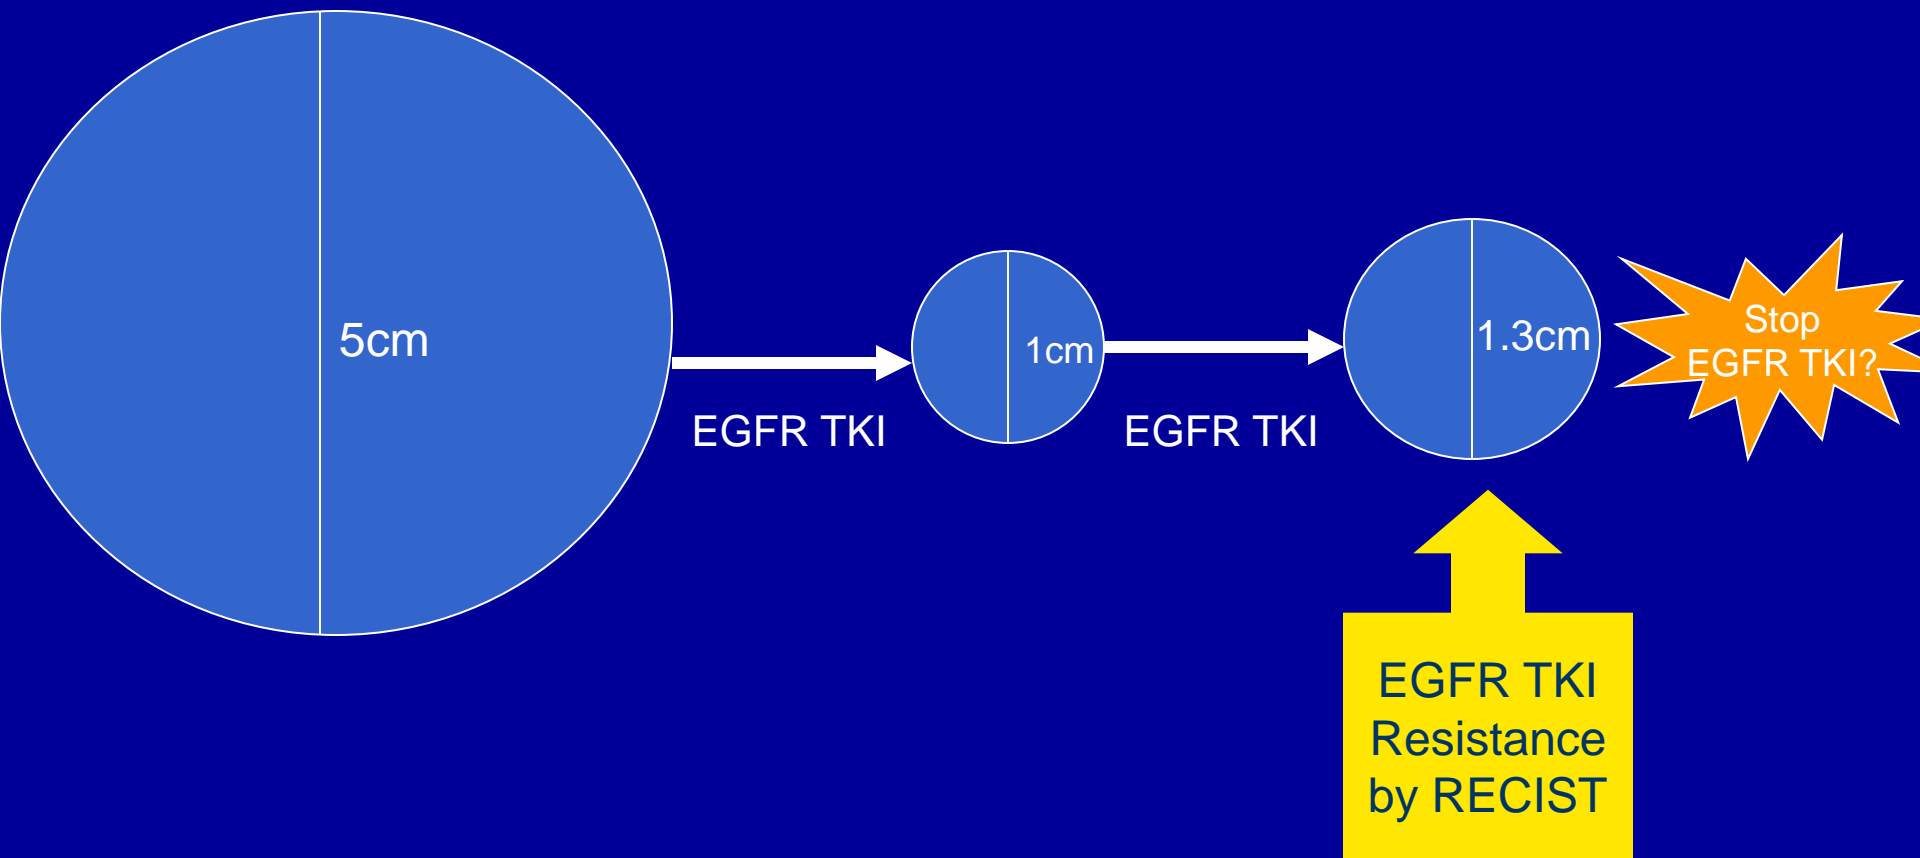 5cm
EGFR TKI
1cm
EGFR TKI
1.3cm
Stop
EGFR TKI?
EGFR TKI
Resistance
by RECIST